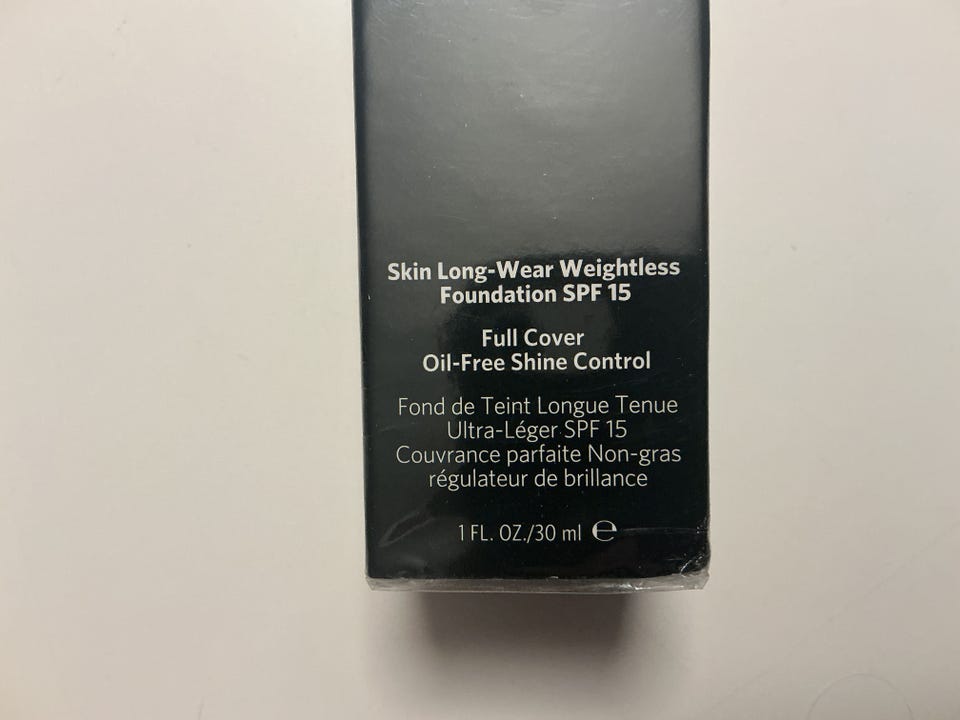 Skin Long-Wear Weightless
Foundation SPF 15
Full Cover
Oil-Free Shine Control
Fond de Teint Longue Tenue
Ultra-Léger SPF 15
Couvrance parfaite Non-gras
régulateur de brillance
1 FL. OZ./30 ml ℮